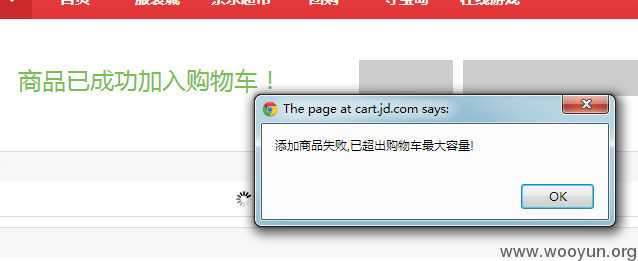 首页 服装城 京东超市 团购 夺宝岛 在线游戏
商品已成功加入购物车！
The page at cart.jd.com says:
添加商品失败,已超出购物车最大容量!
OK
www.wooyun.org